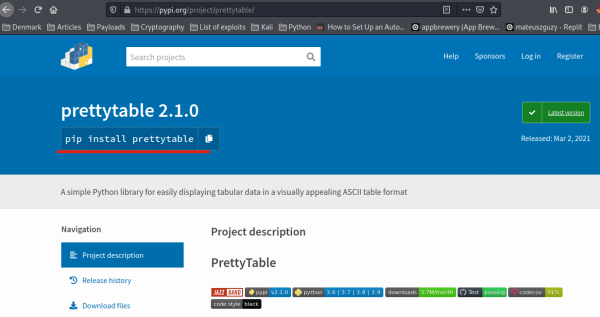 https://pypi.org/project/prettytable/
Denmark Articles Payloads Cryptography List of exploits Kali Python How to Set Up an Auto... appbrewery (App Brew... mateuszguzy - Replit
Search projects Help Sponsors Log in Register
prettytable 2.1.0
Latest version
pip install prettytable
Released: Mar 2, 2021
A simple Python library for easily displaying tabular data in a visually appealing ASCII table format
Navigation
Project description
Project description
Release history
Download files
PrettyTable
JAZZ BAND pypi v2.1.0 python 3.6 | 3.7 | 3.8 | 3.9 downloads 3.7M/month Test passing codecov 91%
code style black